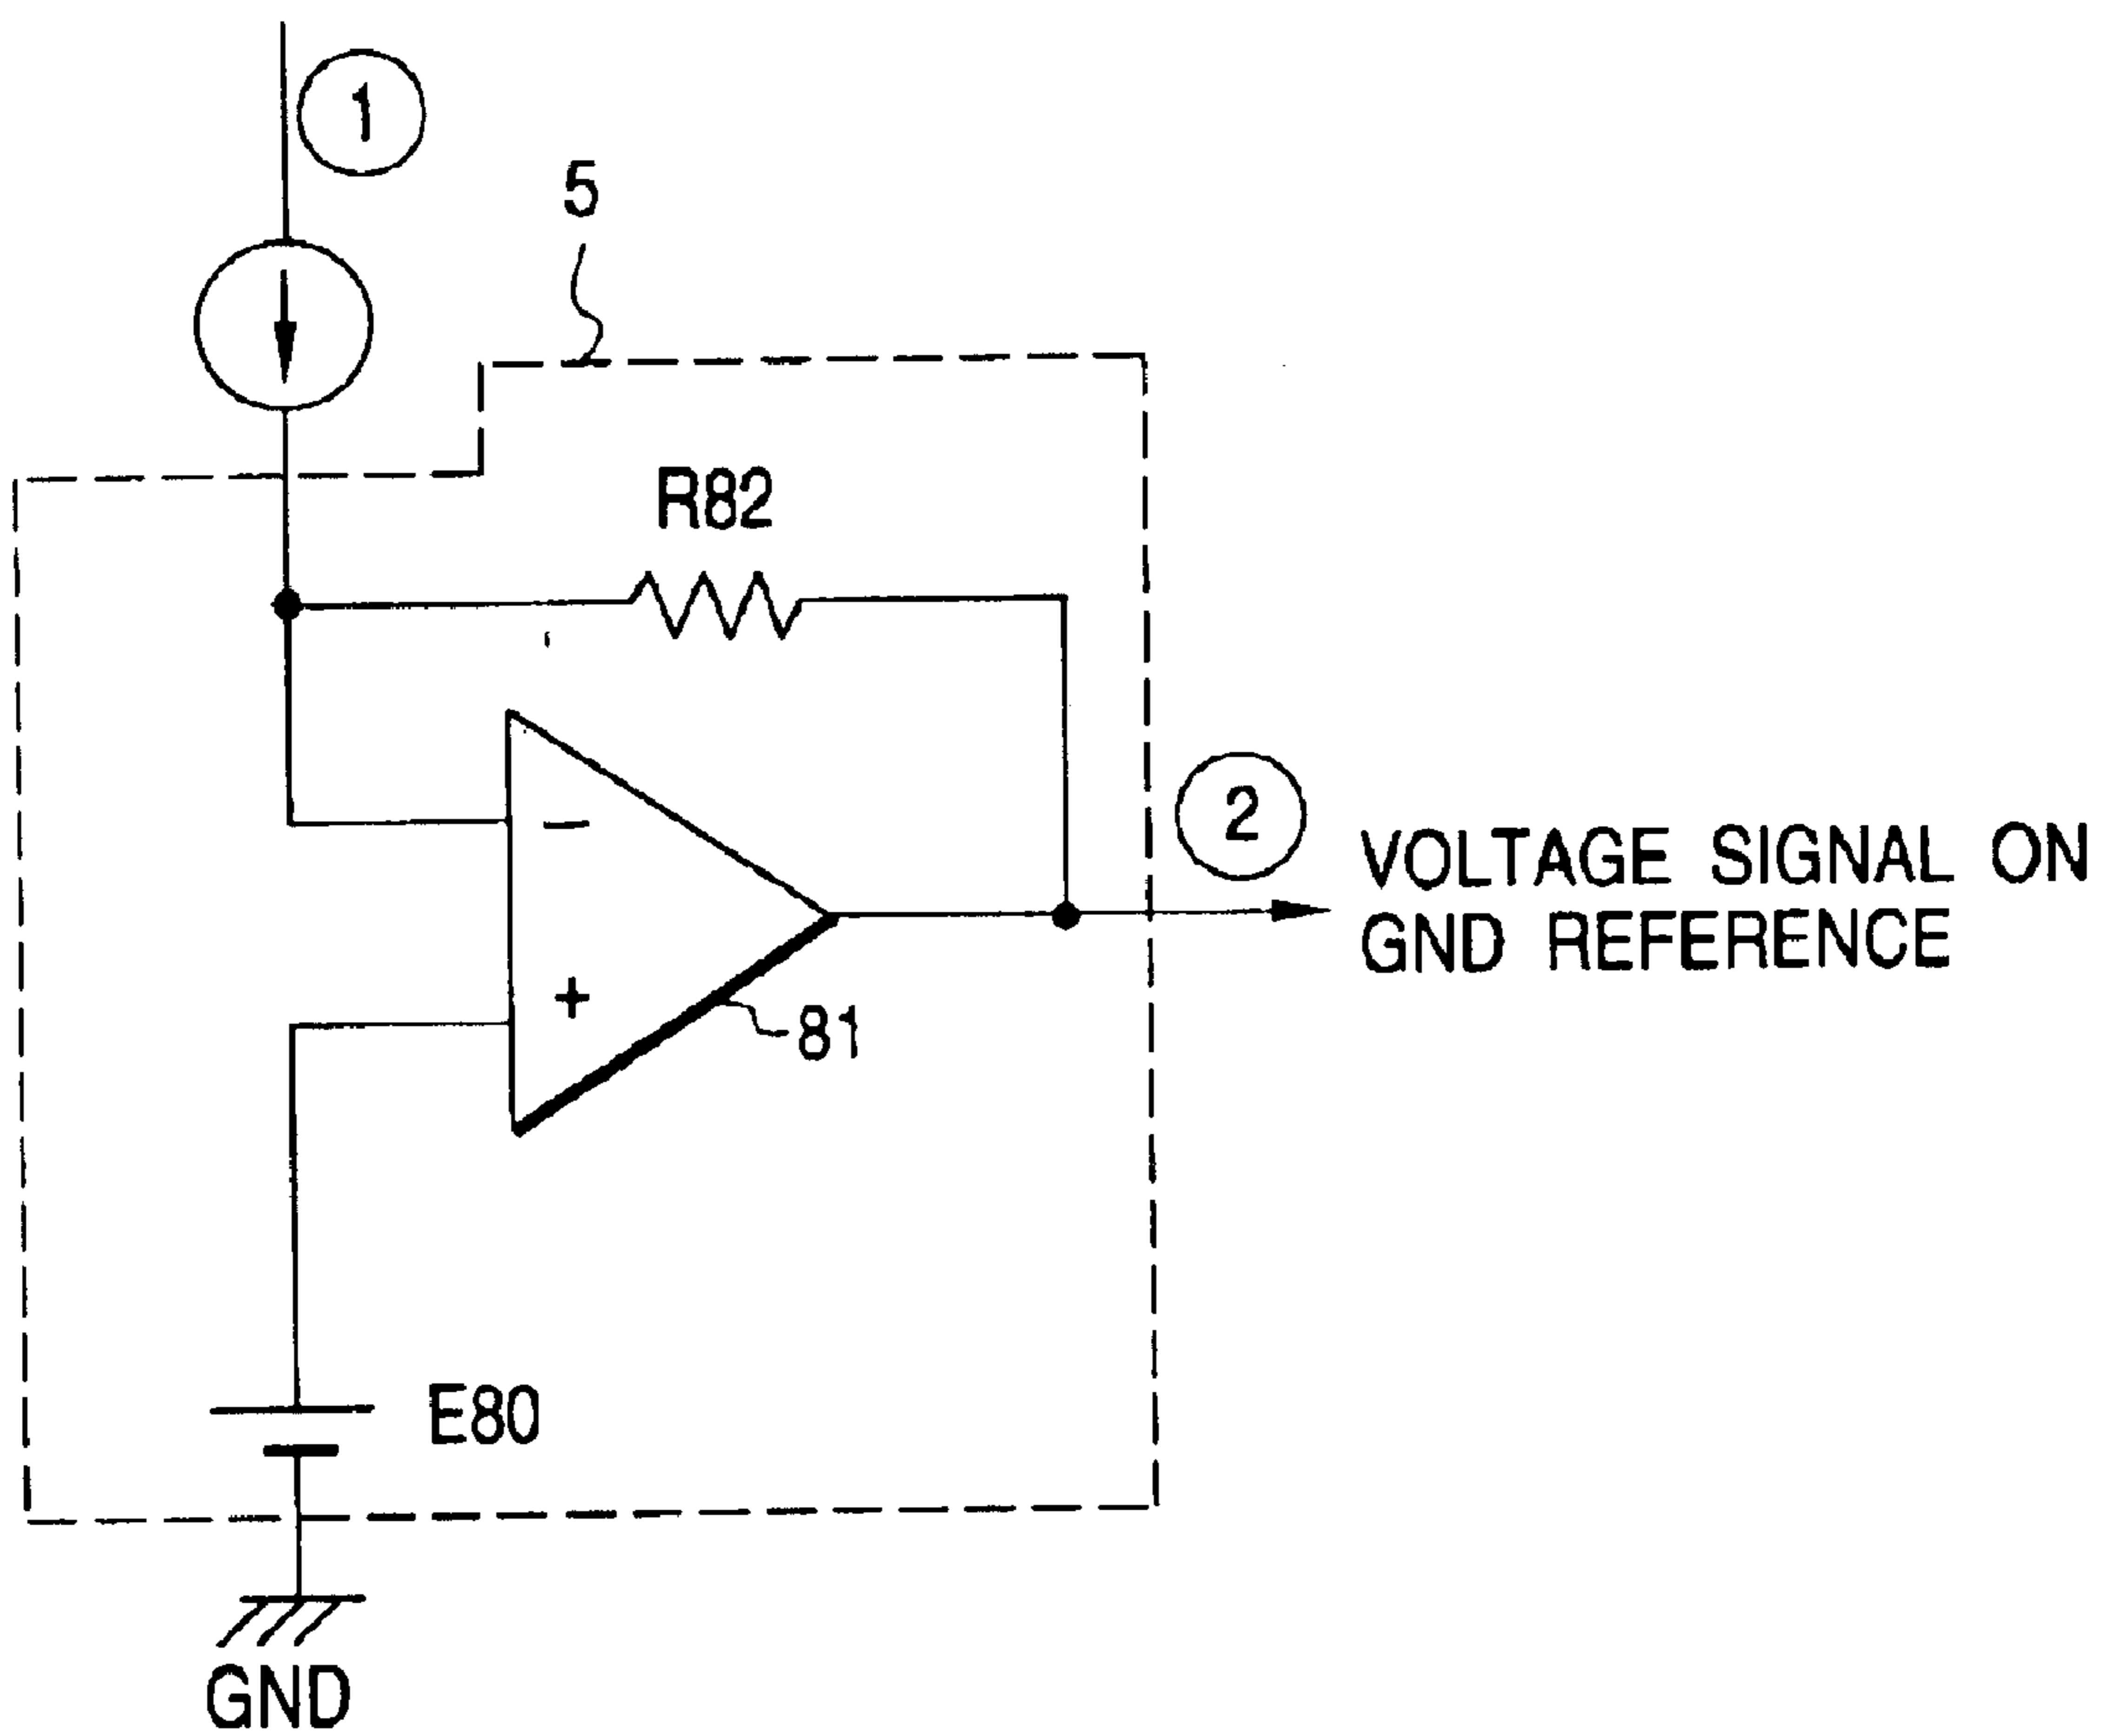 1
5
R82
2
VOLTAGE SIGNAL ON
GND REFERENCE
−
+
81
E80
GND